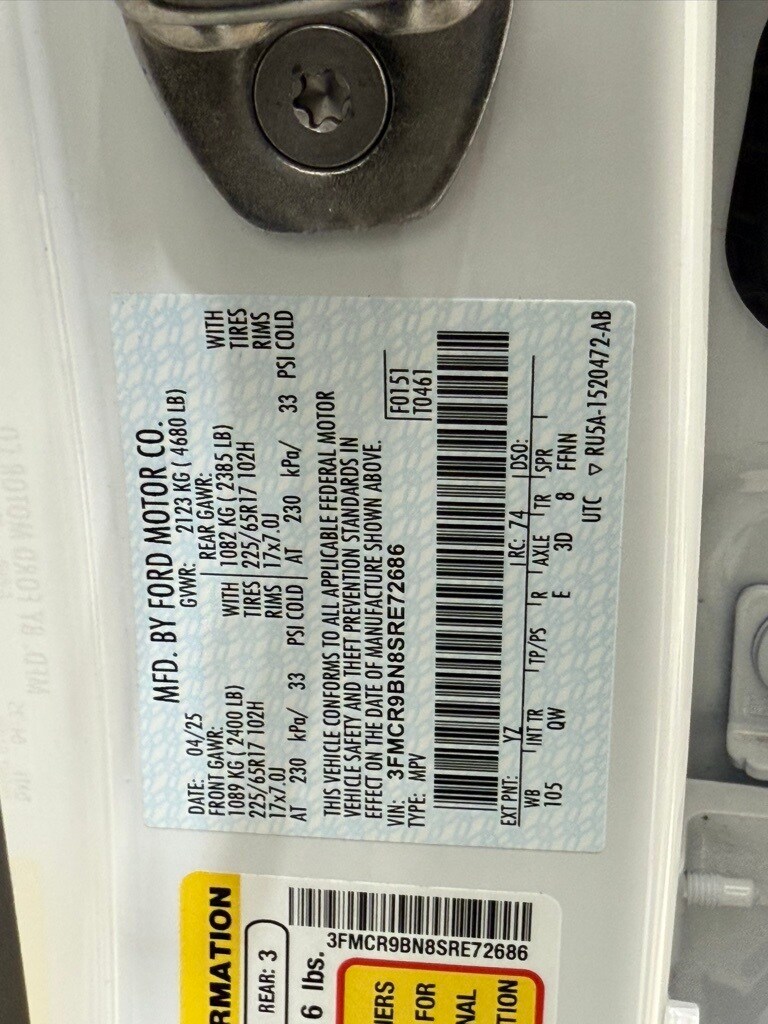 MFD. BY FORD MOTOR CO.
DATE: 04/25 GVWR: 2123 KG ( 4680 LB)
FRONT GAWR: REAR GAWR:
1089 KG ( 2400 LB) WITH 1082 KG ( 2385 LB) WITH
225/65R17 102H TIRES 225/65R17 102H TIRES
17x7.0J RIMS 17x7.0J RIMS
AT 230 kPa/ 33 PSI COLD AT 230 kPa/ 33 PSI COLD
THIS VEHICLE CONFORMS TO ALL APPLICABLE FEDERAL MOTOR
VEHICLE SAFETY AND THEFT PREVENTION STANDARDS IN
EFFECT ON THE DATE OF MANUFACTURE SHOWN ABOVE.
VIN: 3FMCR9BN8SRE72686 F0151
TYPE: MPV T0461
EXT PNT: YZ RC: 74 DSO:
WB INT TR TP/PS R AXLE TR SPR
105 QW E 3D 8 FFNN
UTC ▽ RU5A-1520472-AB
RMATION
REAR: 3
6 lbs.
3FMCR9BN8SRE72686
FOR